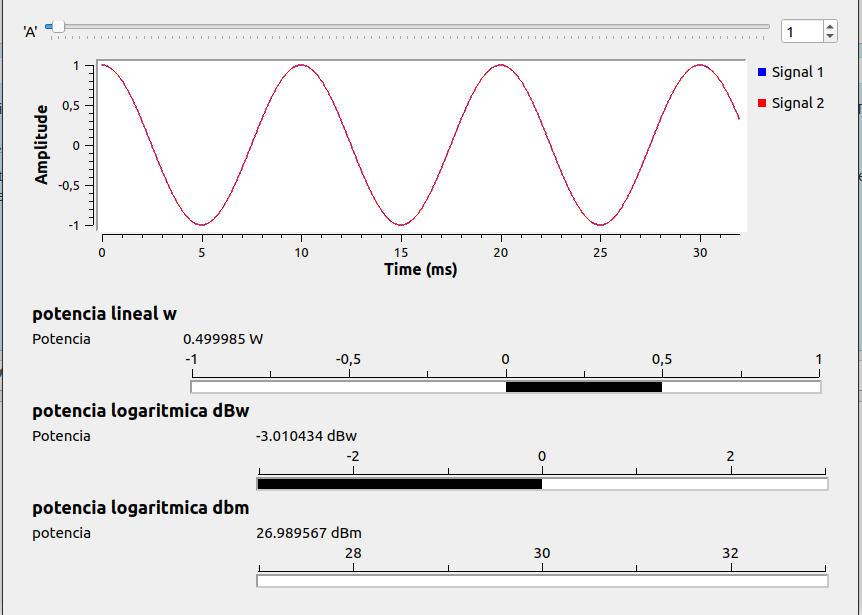 'A'
1
Signal 1
Signal 2
Amplitude
1
0,5
0
-0,5
-1
0 5 10 15 20 25 30
Time (ms)
potencia lineal w
Potencia 0.499985 W
-1 -0,5 0 0,5 1
potencia logaritmica dBw
Potencia -3.010434 dBw
-2 0 2
potencia logaritmica dbm
potencia 26.989567 dBm
28 30 32